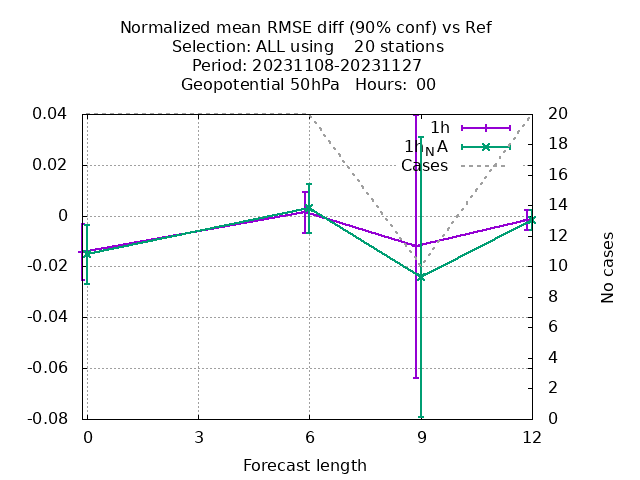 Normalized mean RMSE diff (90% conf) vs Ref
Selection: ALL using    20 stations
Period: 20231108-20231127
Geopotential 50hPa   Hours:  00
0.04
0.02
0
-0.02
-0.04
-0.06
-0.08
20
18
16
14
12
10
8
6
4
2
0
1h
1hNA
Cases
No cases
0
3
6
9
12
Forecast length